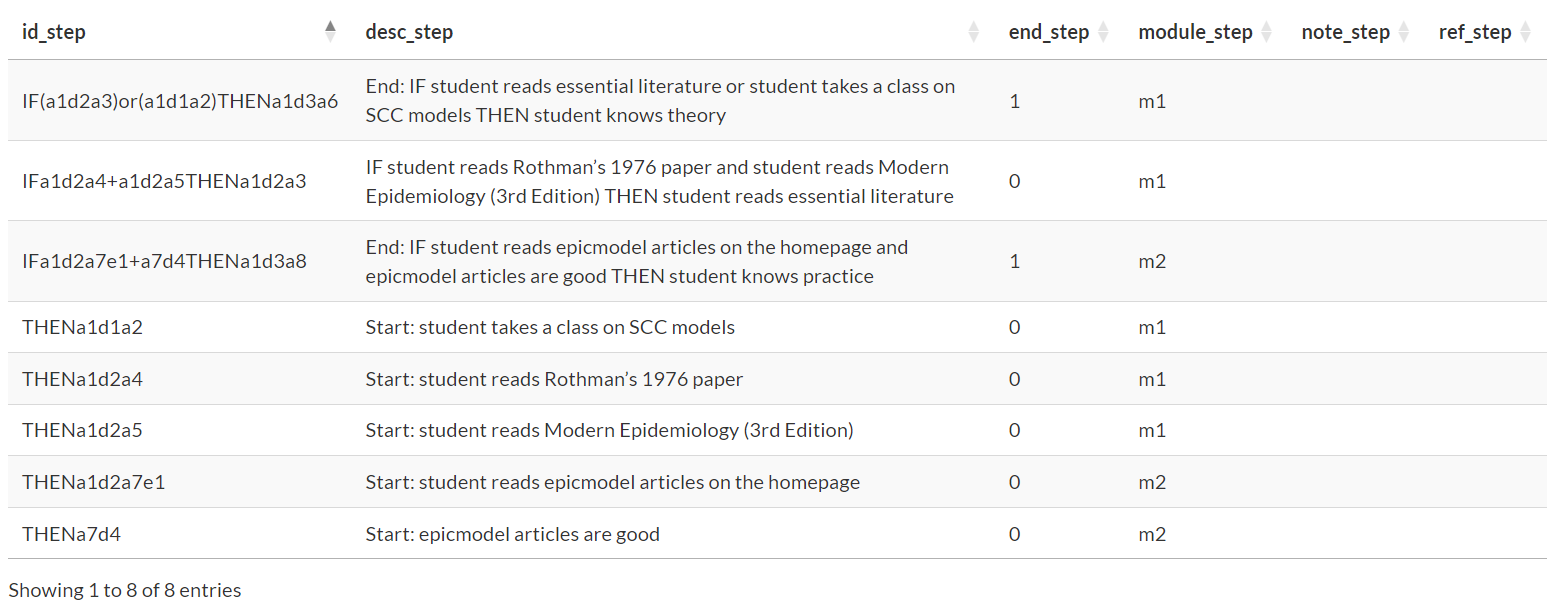 id_step desc_step end_step module_step note_step ref_step
IF(a1d2a3)or(a1d1a2)THENa1d3a6 End: IF student reads essential literature or student takes a class on SCC models THEN student knows theory 1 m1
IFa1d2a4+a1d2a5THENa1d2a3 IF student reads Rothman’s 1976 paper and student reads Modern Epidemiology (3rd Edition) THEN student reads essential literature 0 m1
IFa1d2a7e1+a7d4THENa1d3a8 End: IF student reads epicmodel articles on the homepage and epicmodel articles are good THEN student knows practice 1 m2
THENa1d1a2 Start: student takes a class on SCC models 0 m1
THENa1d2a4 Start: student reads Rothman’s 1976 paper 0 m1
THENa1d2a5 Start: student reads Modern Epidemiology (3rd Edition) 0 m1
THENa1d2a7e1 Start: student reads epicmodel articles on the homepage 0 m2
THENa7d4 Start: epicmodel articles are good 0 m2
Showing 1 to 8 of 8 entries